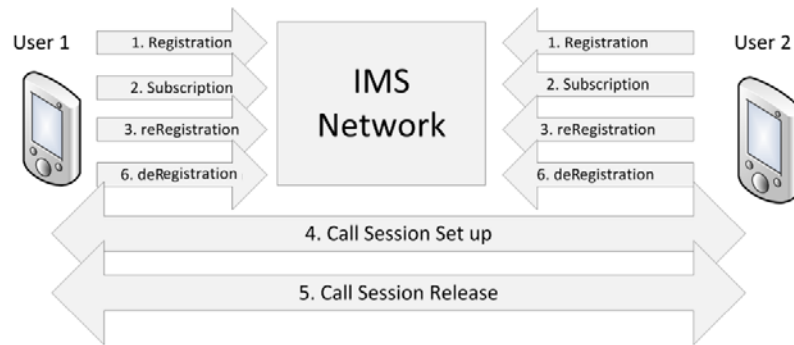 User 1
1. Registration
2. Subscription
3. reRegistration
6. deRegistration
IMS
Network
User 2
1. Registration
2. Subscription
3. reRegistration
6. deRegistration
4. Call Session Set up
5. Call Session Release